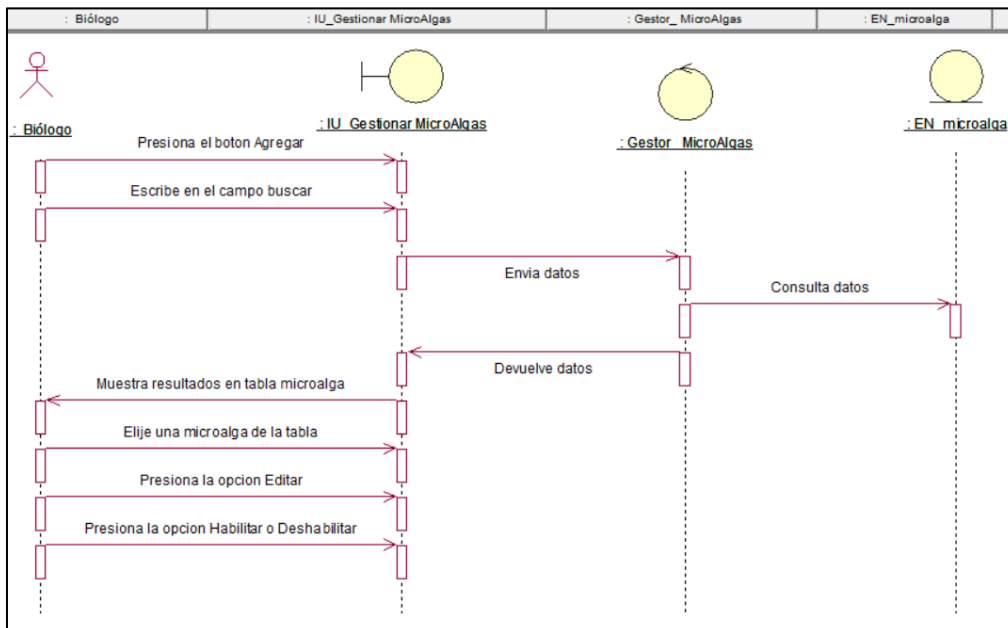 : Biólogo
: IU_Gestionar MicroAlgas
: Gestor_ MicroAlgas
: EN_microalga
: Biólogo
: IU_Gestionar MicroAlgas
: Gestor_ MicroAlgas
: EN_microalga
Presiona el boton Agregar
Escribe en el campo buscar
Envia datos
Consulta datos
Devuelve datos
Muestra resultados en tabla microalga
Elije una microalga de la tabla
Presiona la opcion Editar
Presiona la opcion Habilitar o Deshabilitar